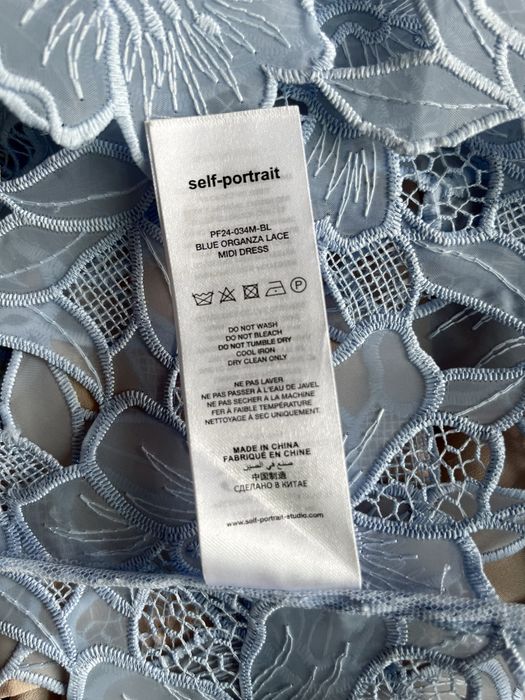 self-portrait
PF24-034M-BL
BLUE ORGANZA LACE
MIDI DRESS
P
DO NOT WASH
DO NOT BLEACH
DO NOT TUMBLE DRY
COOL IRON
DRY CLEAN ONLY
NE PAS LAVER
NE PAS PASSER À L'EAU DE JAVEL
NE PAS SECHER A LA MACHINE
FER À FAIBLE TEMPÉRATURE
NETTOYAGE À SEC UNIQUEMENT.
MADE IN CHINA
FABRIQUÉ EN CHINE
صنع في الصين
中国制造
СДЕЛАНО В КИТАЕ
www.self-portrait-studio.com